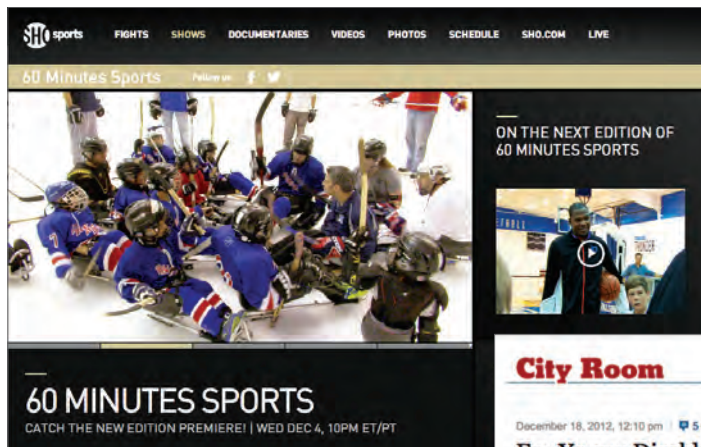 SHO sports FIGHTS SHOWS DOCUMENTARIES VIDEOS PHOTOS SCHEDULE SHO.COM LIVE
60 Minutes Sports Follow us
ON THE NEXT EDITION OF
60 MINUTES SPORTS
60 MINUTES SPORTS
CATCH THE NEW EDITION PREMIERE! | WED DEC 4, 10PM ET/PT
City Room
December 18, 2012, 12:10 pm 5